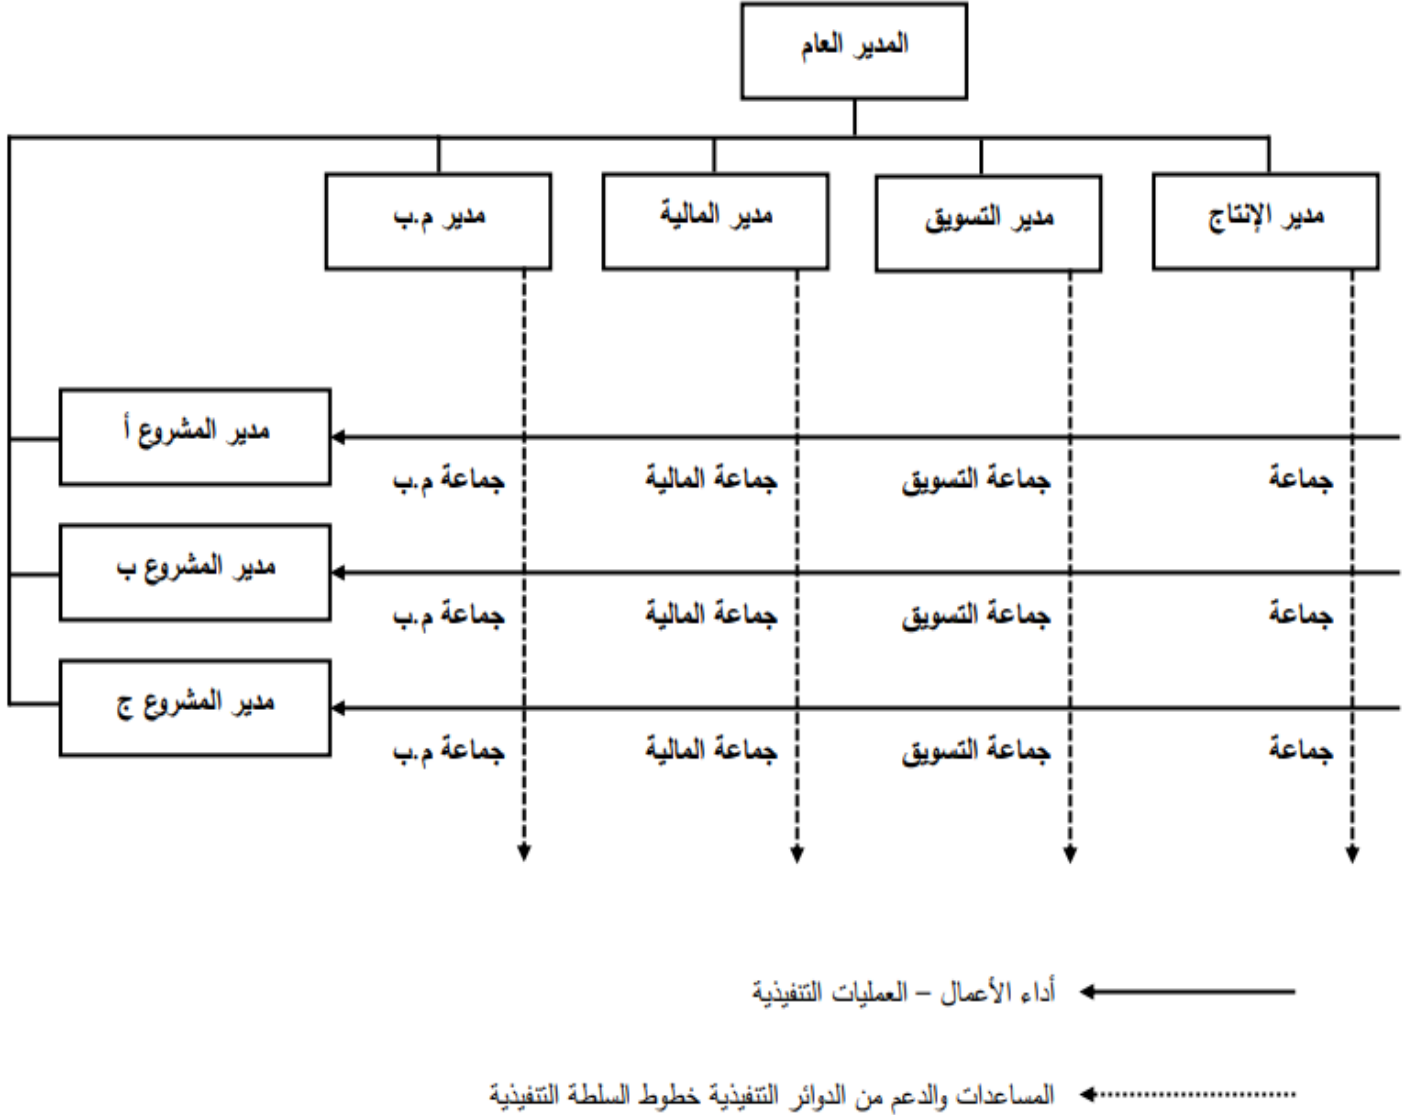 المدير العام
مدير الإنتاج
مدير التسويق
مدير المالية
مدير م.ب
مدير المشروع أ
جماعة
جماعة التسويق
جماعة المالية
جماعة م.ب
مدير المشروع ب
جماعة
جماعة التسويق
جماعة المالية
جماعة م.ب
مدير المشروع ج
جماعة
جماعة التسويق
جماعة المالية
جماعة م.ب
أداء الأعمال – العمليات التنفيذية
المساعدات والدعم من الدوائر التنفيذية خطوط السلطة التنفيذية